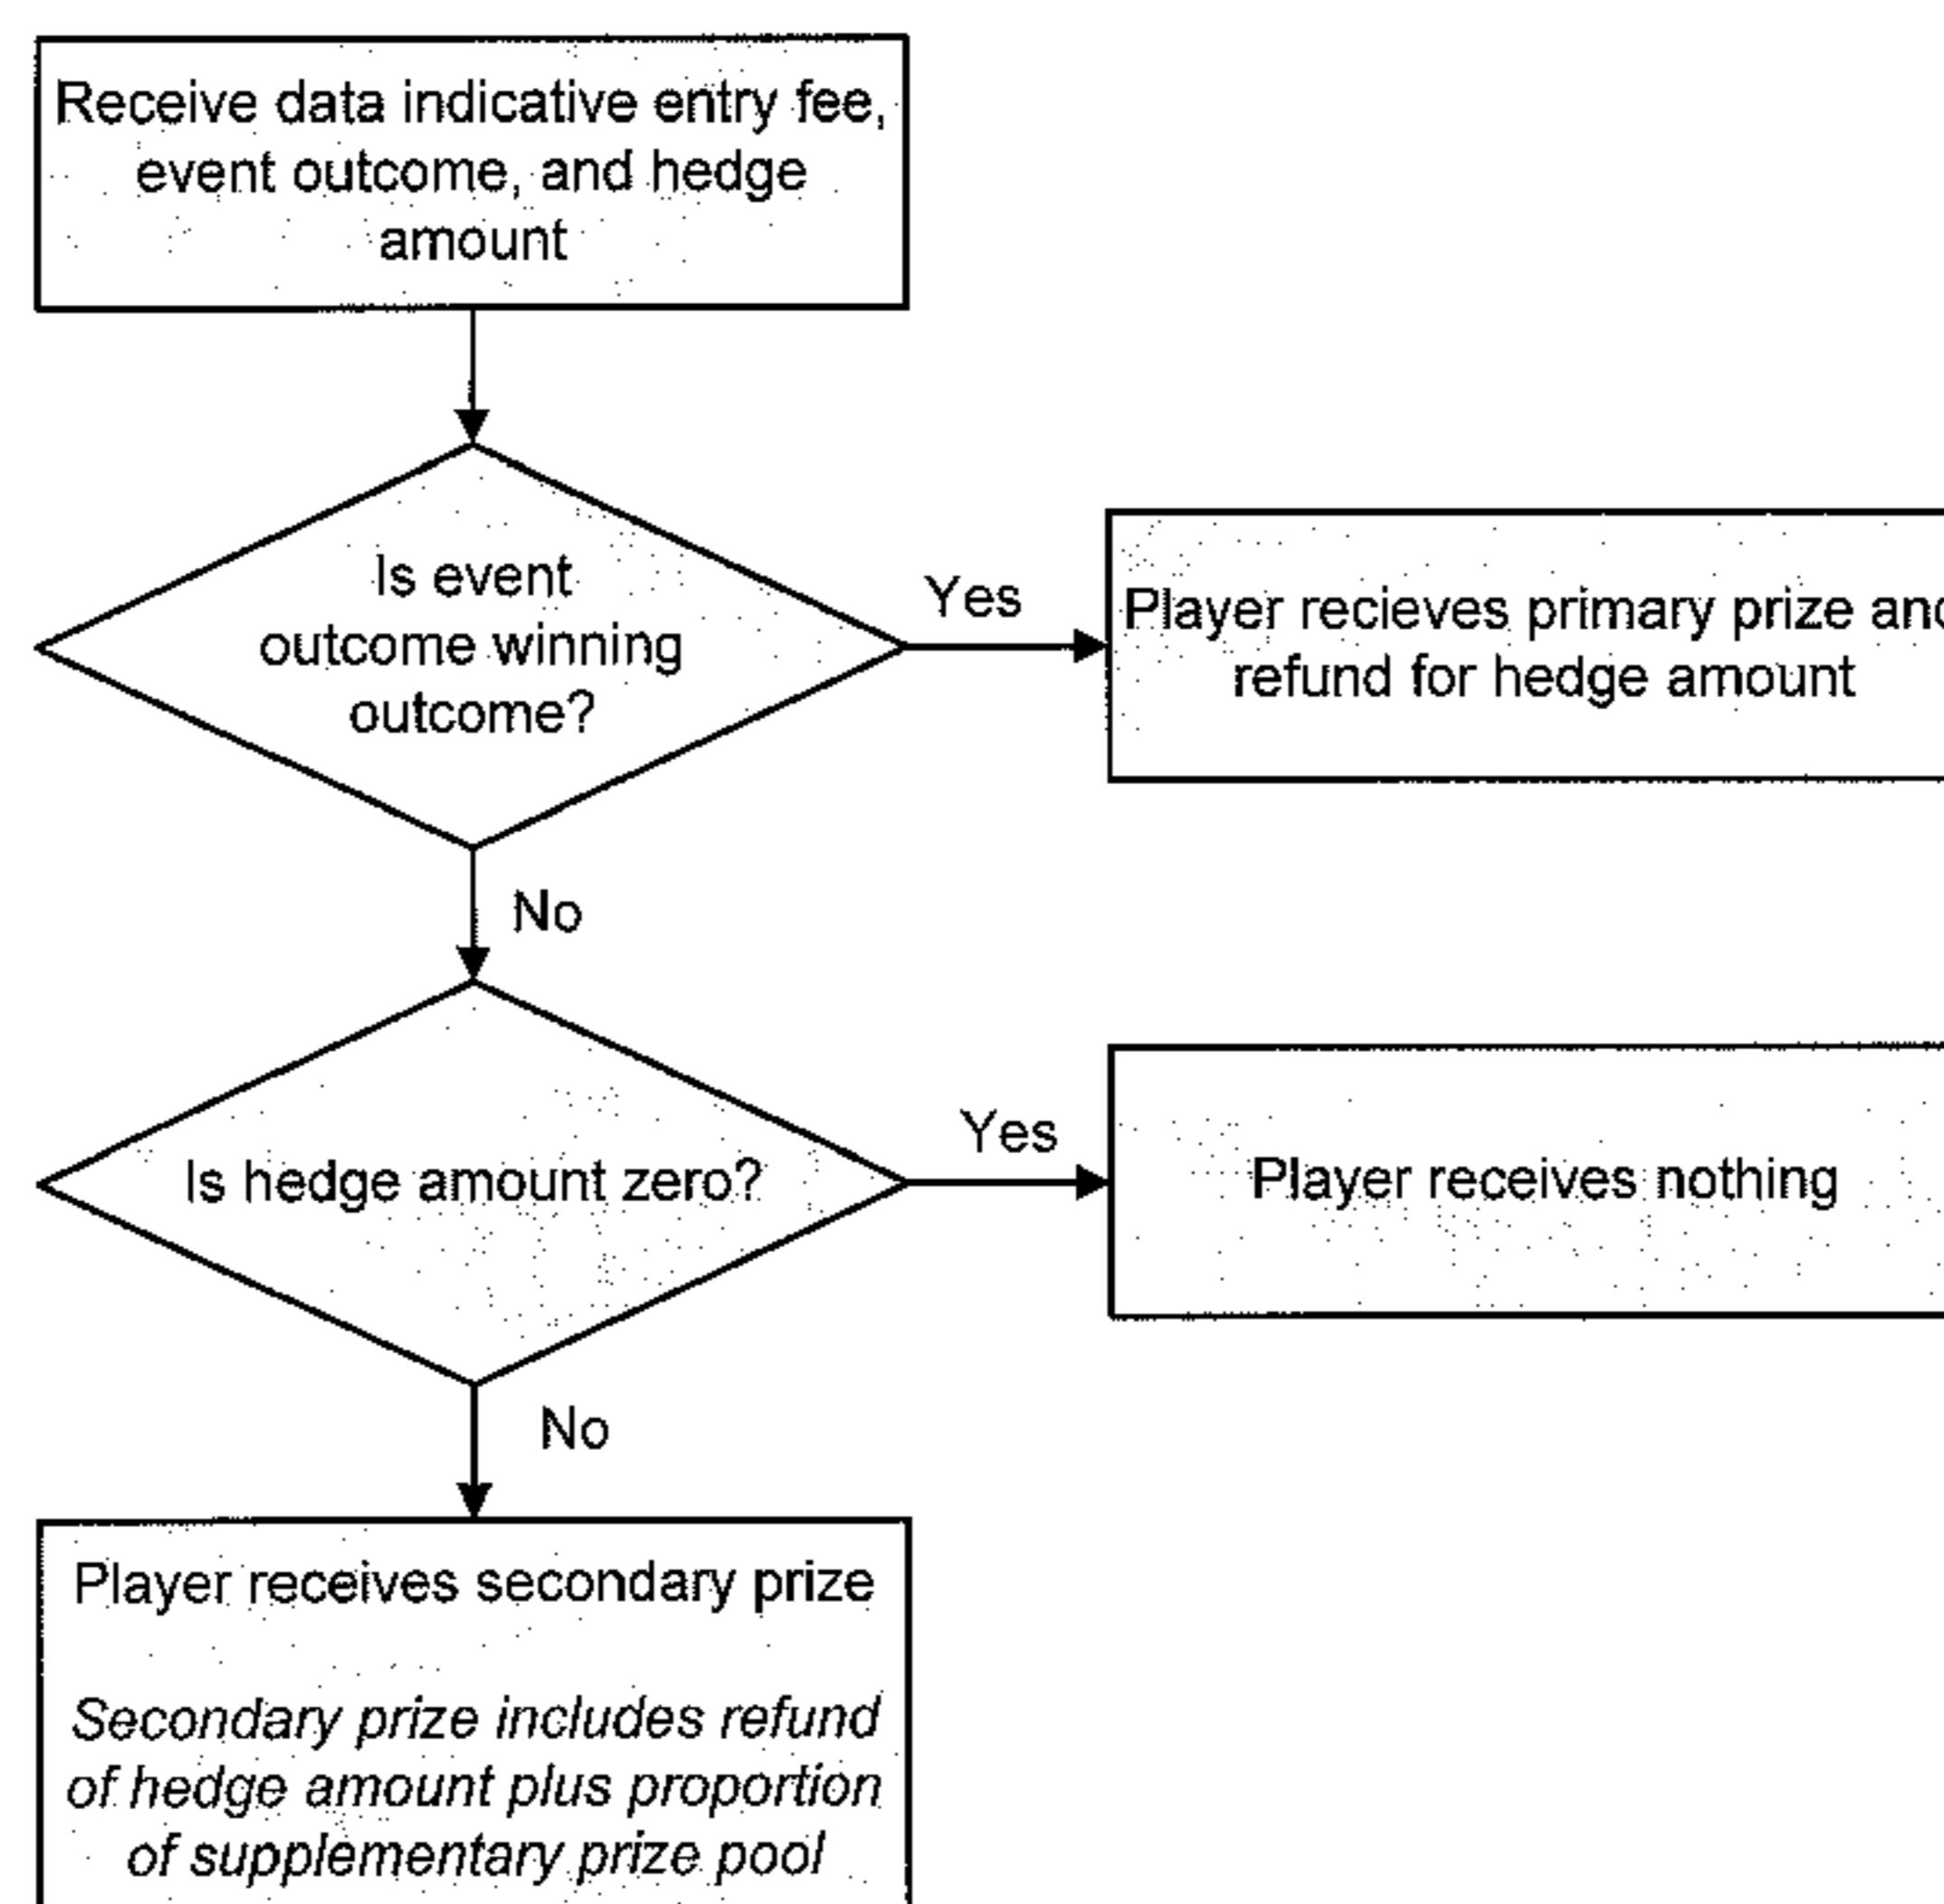 Receive data indicative entry fee,
event outcome, and hedge
amount
Is event
outcome winning
outcome?
Yes
Player recieves primary prize and
refund for hedge amount
No
Is hedge amount zero?
Yes
Player receives nothing
No
Player receives secondary prize
Secondary prize includes refund
of hedge amount plus proportion
of supplementary prize pool